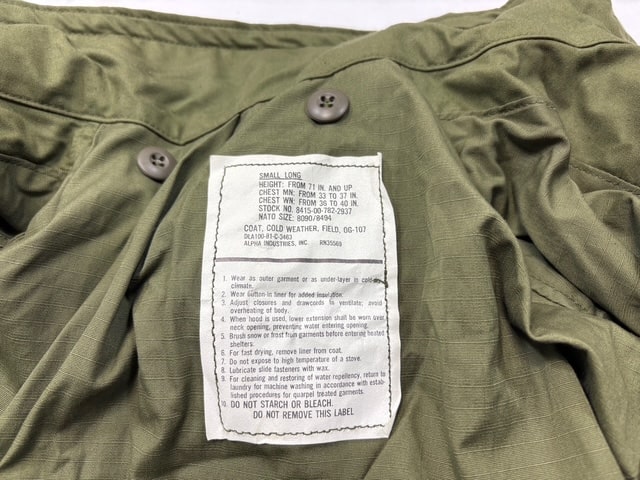 SMALL LONG
HEIGHT: FROM 71 IN. AND UP
CHEST MN: FROM 33 TO 37 IN.
CHEST WN: FROM 36 TO 40 IN.
STOCK NO. 8415-00-782-2937
NATO SIZE: 8090/8494
COAT, COLD WEATHER, FIELD, OG-107
DLA100-81-C-3463
ALPHA INDUSTRIES, INC. RN35569
1. Wear as outer garment or as under-layer in cold-dry
climate.
2. Wear button-in liner for added insulation.
3. Adjust closures and drawcords to ventilate; avoid
overheating of body.
4. When hood is used, lower extension shall be worn over
neck opening, preventing water entering opening.
5. Brush snow or frost from garments before entering heated
shelters.
6. For fast drying, remove liner from coat.
7. Do not expose to high temperature of a stove.
8. Lubricate slide fasteners with wax.
9. For cleaning and restoring of water repellency, return to
laundry for machine washing in accordance with estab-
lished procedures for quarpel treated garments.
10. DO NOT STARCH OR BLEACH.
DO NOT REMOVE THIS LABEL